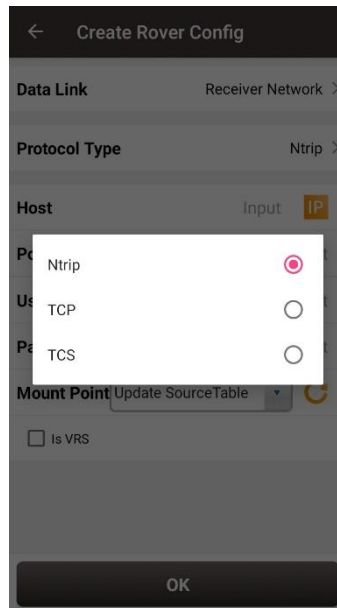 Create Rover Config
Data Link Receiver Network
Protocol Type Ntrip
Host Input IP
Ntrip
TCP
TCS
Mount Point Update SourceTable
Is VRS
OK